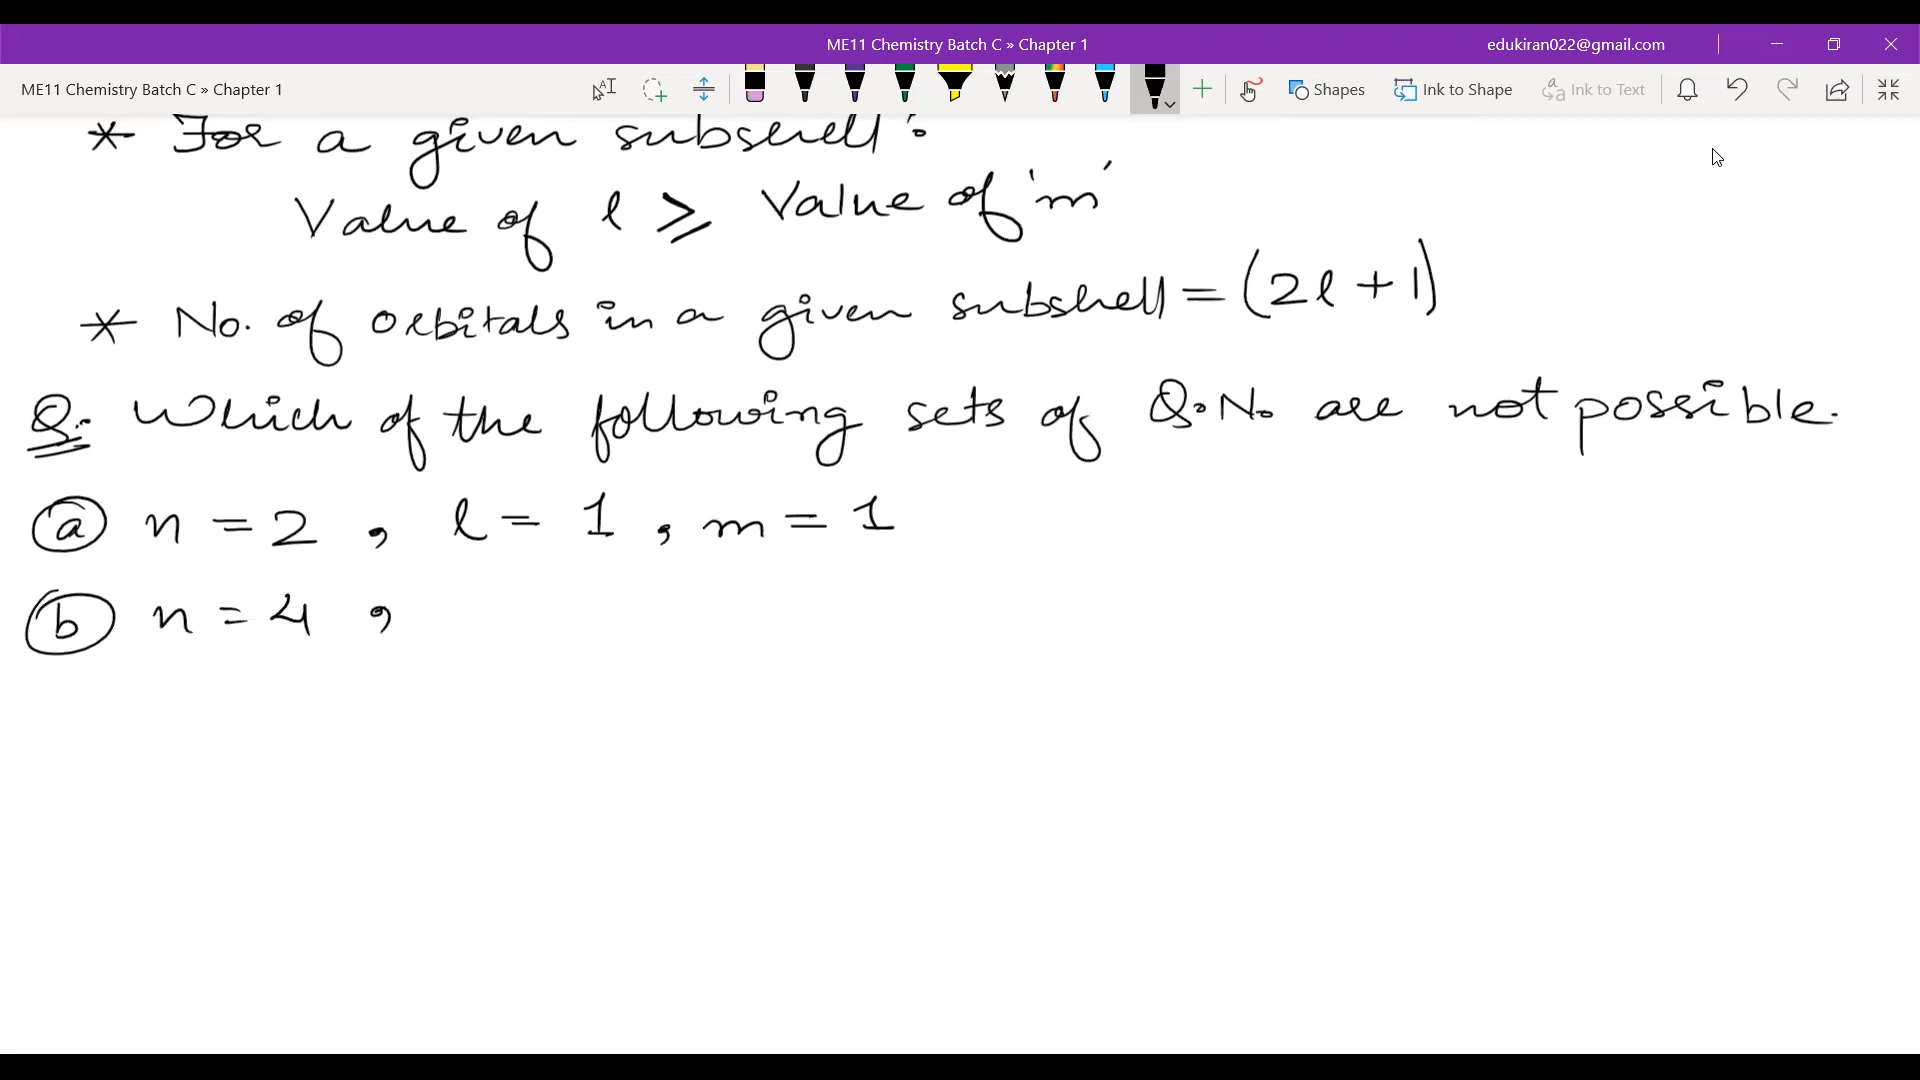 ME11 Chemistry Batch C » Chapter 1 edukiran022@gmail.com
ME11 Chemistry Batch C » Chapter 1 Shapes Ink to Shape Ink to Text
* For a given subshell :
Value of l ⩾ Value of 'm'
* No. of orbitals in a given subshell = (2l + 1)
Q:- Which of the following sets of Q.No are not possible.
(a) n = 2 , l = 1 , m = 1
(b) n = 4 ,